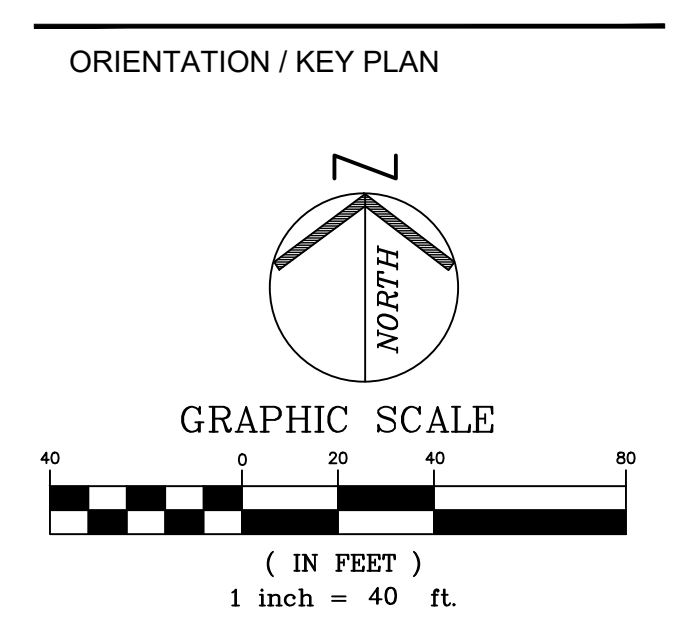 ORIENTATION / KEY PLAN
N
NORTH
GRAPHIC SCALE
40 0 20 40 80
( IN FEET )
1 inch = 40 ft.